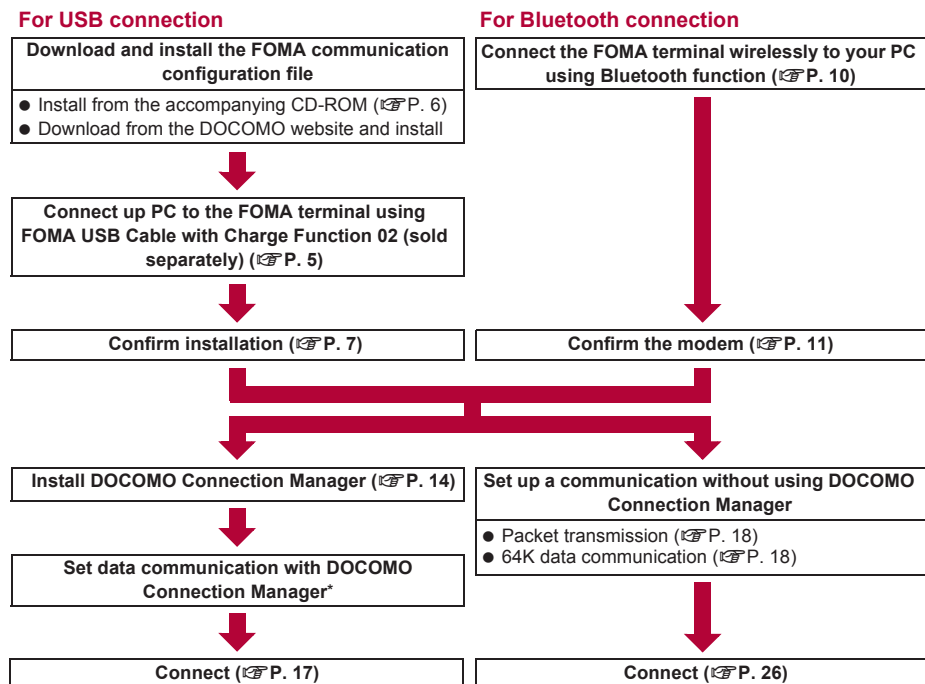 For USB connection
Download and install the FOMA communication
configuration file
● Install from the accompanying CD-ROM (☞P. 6)
● Download from the DOCOMO website and install
Connect up PC to the FOMA terminal using
FOMA USB Cable with Charge Function 02 (sold
separately) (☞P. 5)
Confirm installation (☞P. 7)
For Bluetooth connection
Connect the FOMA terminal wirelessly to your PC
using Bluetooth function (☞P. 10)
Confirm the modem (☞P. 11)
Install DOCOMO Connection Manager (☞P. 14)
Set data communication with DOCOMO
Connection Manager*
Connect (☞P. 17)
Set up a communication without using DOCOMO
Connection Manager
● Packet transmission (☞P. 18)
● 64K data communication (☞P. 18)
Connect (☞P. 26)